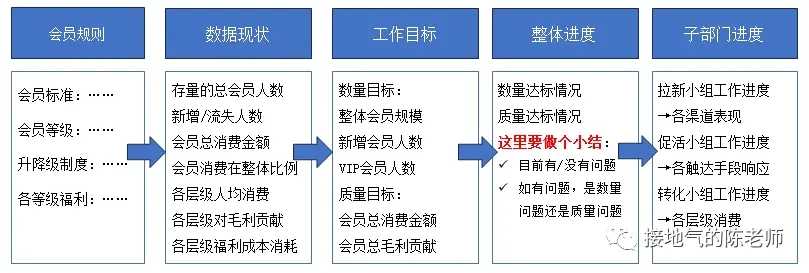 会员规则
会员标准：……
会员等级：……
升降级制度：……
各等级福利：……
数据现状
存量的总会员人数
新增/流失人数
会员总消费金额
会员消费在整体比例
各层级人均消费
各层级对毛利贡献
各层级福利成本消耗
工作目标
数量目标：
整体会员规模
新增会员人数
VIP会员人数
质量目标：
会员总消费金额
会员总毛利贡献
整体进度
数量达标情况
质量达标情况
这里要做个小结：
✓ 目前有/没有问题
✓ 如有问题，是数量
问题还是质量问题
子部门进度
拉新小组工作进度
→各渠道表现
促活小组工作进度
→各触达手段响应
转化小组工作进度
→各层级消费
接地气的陈老师